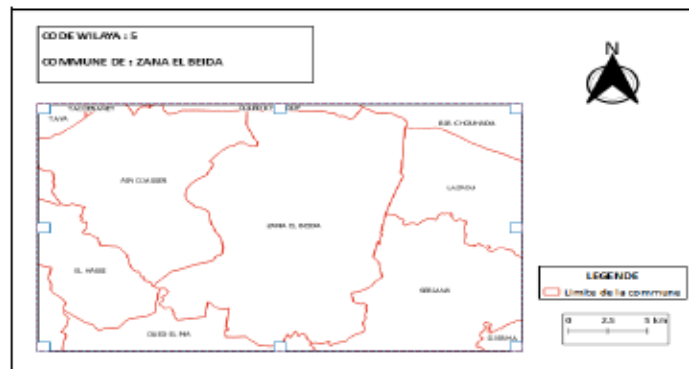 CODE WILAYA : 5
COMMUNE DE : ZANA EL BEIDA
N
TAYA
BIR CHOUHADA
AIN DJASSER
LAZROU
ZANA EL BEIDA
EL HASSI
SERIANA
OUED EL MA
LEGENDE
Limite de la commune
0 2.5 5 km